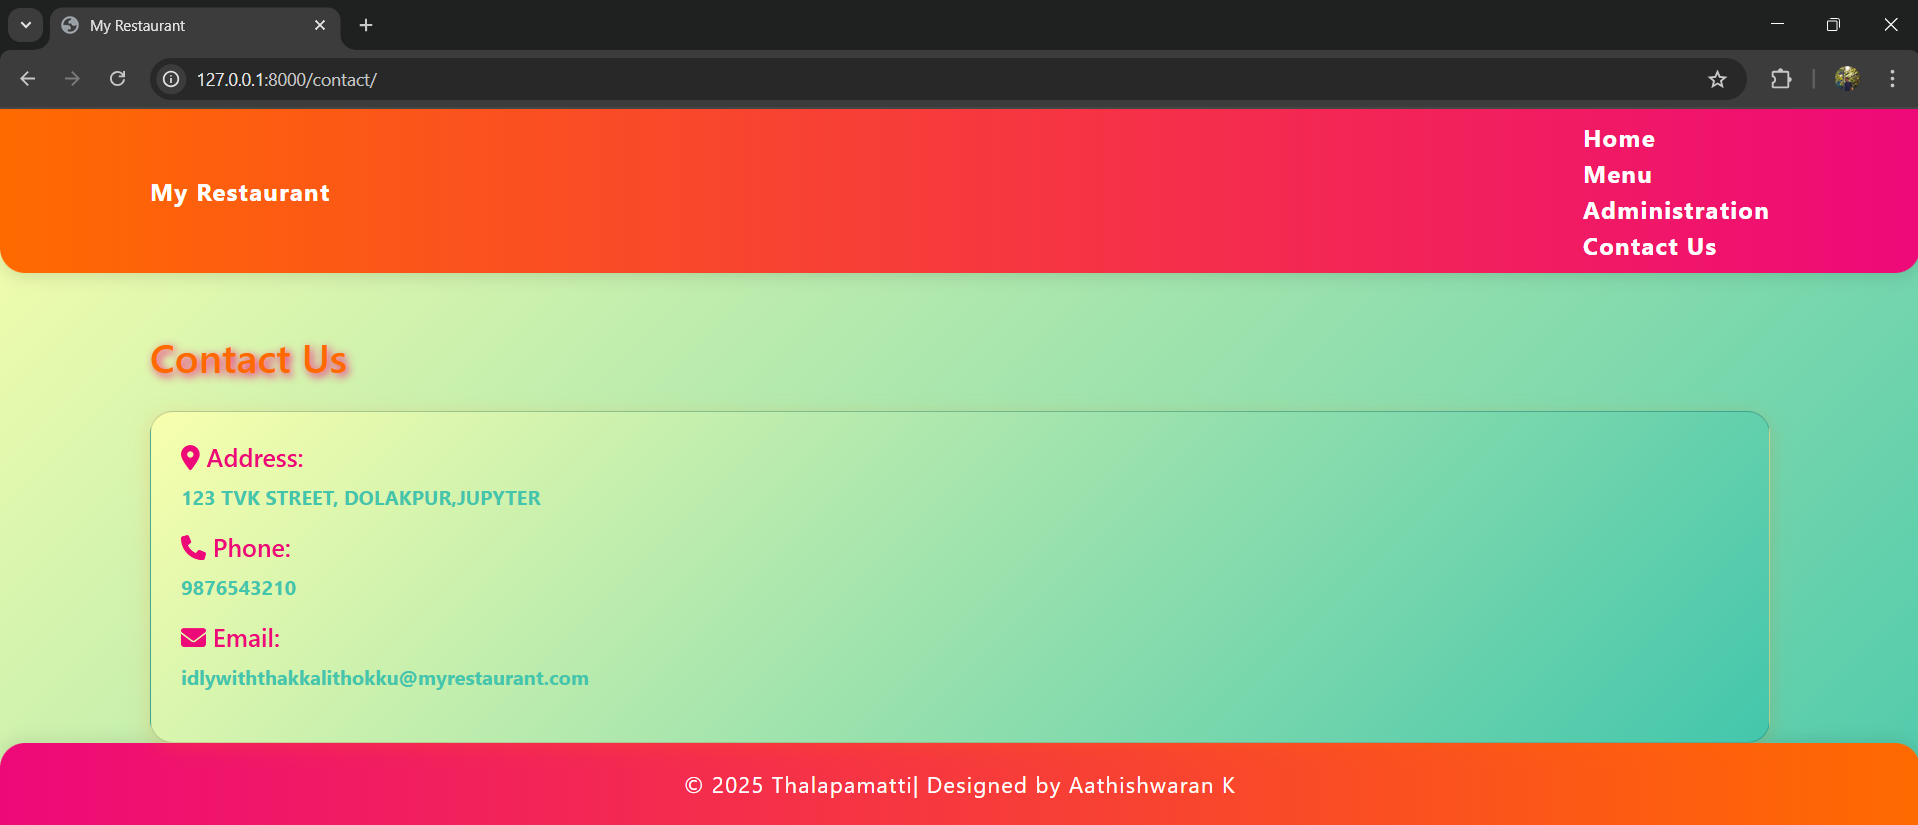 My Restaurant
127.0.0.1:8000/contact/
My Restaurant
Home
Menu
Administration
Contact Us
Contact Us
Address:
123 TVK STREET, DOLAKPUR,JUPYTER
Phone:
9876543210
Email:
idlywiththakkalithokku@myrestaurant.com
© 2025 Thalapamatti| Designed by Aathishwaran K